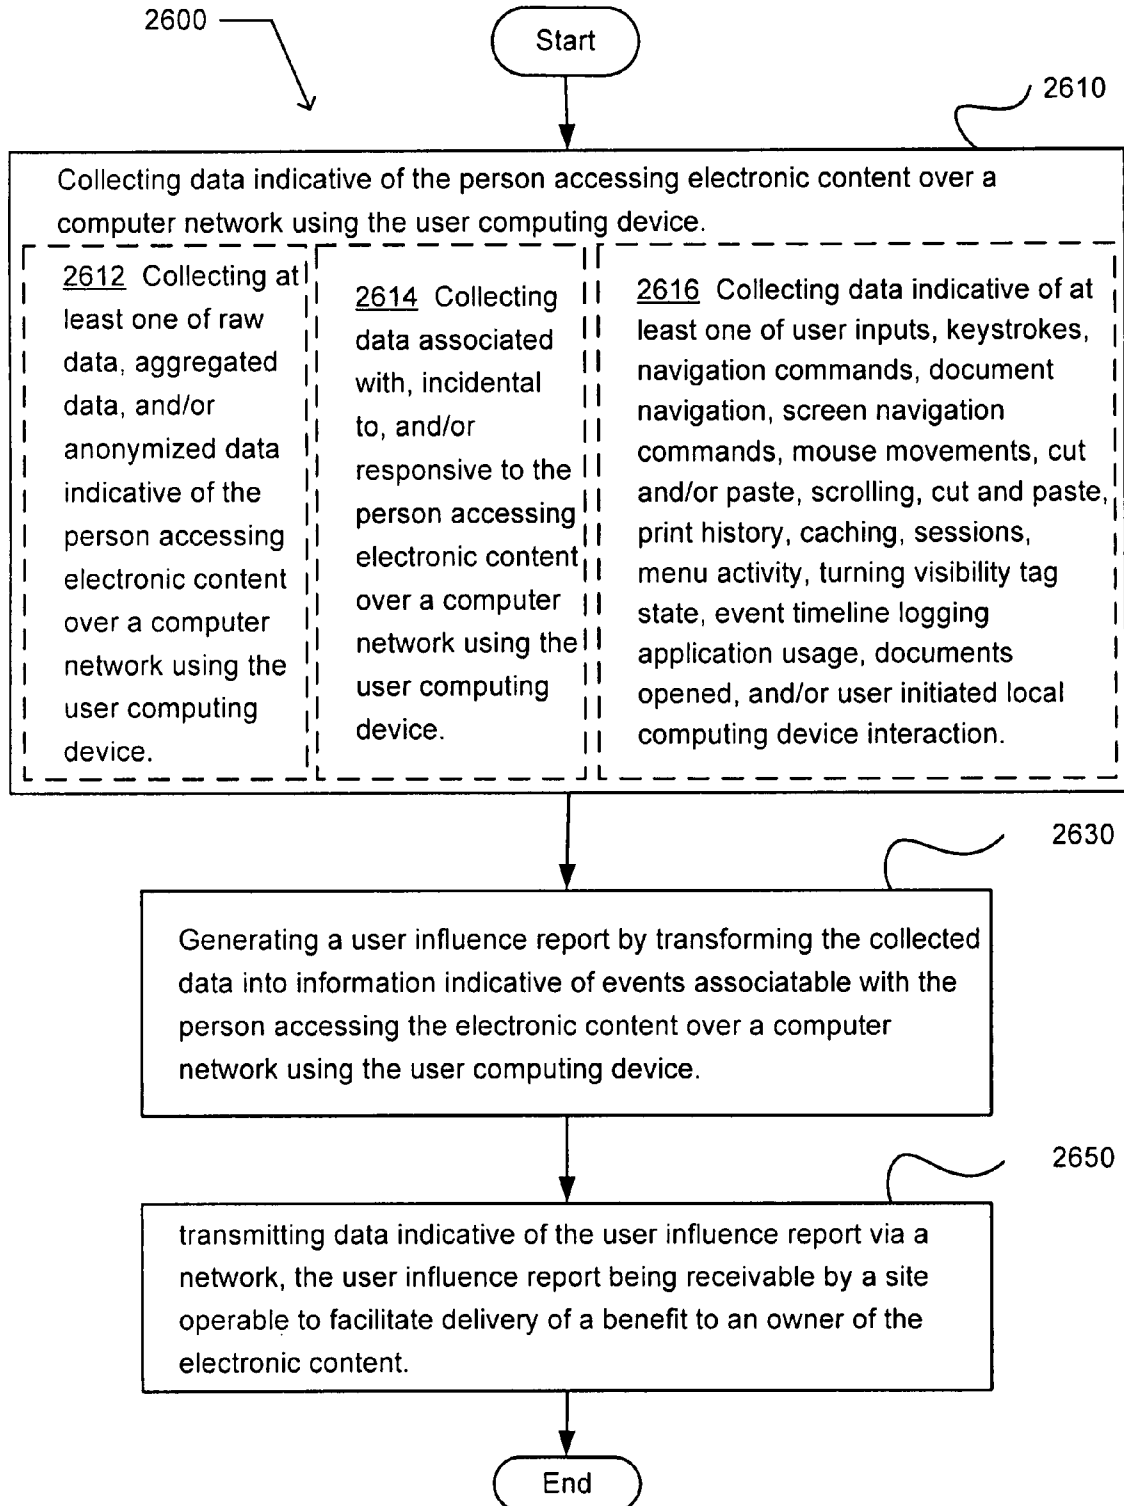 2600
Start
2610
Collecting data indicative of the person accessing electronic content over a
computer network using the user computing device.
2612 Collecting at
least one of raw
data, aggregated
data, and/or
anonymized data
indicative of the
person accessing
electronic content
over a computer
network using the
user computing
device.
2614 Collecting
data associated
with, incidental
to, and/or
responsive to the
person accessing
electronic content
over a computer
network using the
user computing
device.
2616 Collecting data indicative of at
least one of user inputs, keystrokes,
navigation commands, document
navigation, screen navigation
commands, mouse movements, cut
and/or paste, scrolling, cut and paste,
print history, caching, sessions,
menu activity, turning visibility tag
state, event timeline logging
application usage, documents
opened, and/or user initiated local
computing device interaction.
2630
Generating a user influence report by transforming the collected
data into information indicative of events associatable with the
person accessing the electronic content over a computer
network using the user computing device.
2650
transmitting data indicative of the user influence report via a
network, the user influence report being receivable by a site
operable to facilitate delivery of a benefit to an owner of the
electronic content.
End